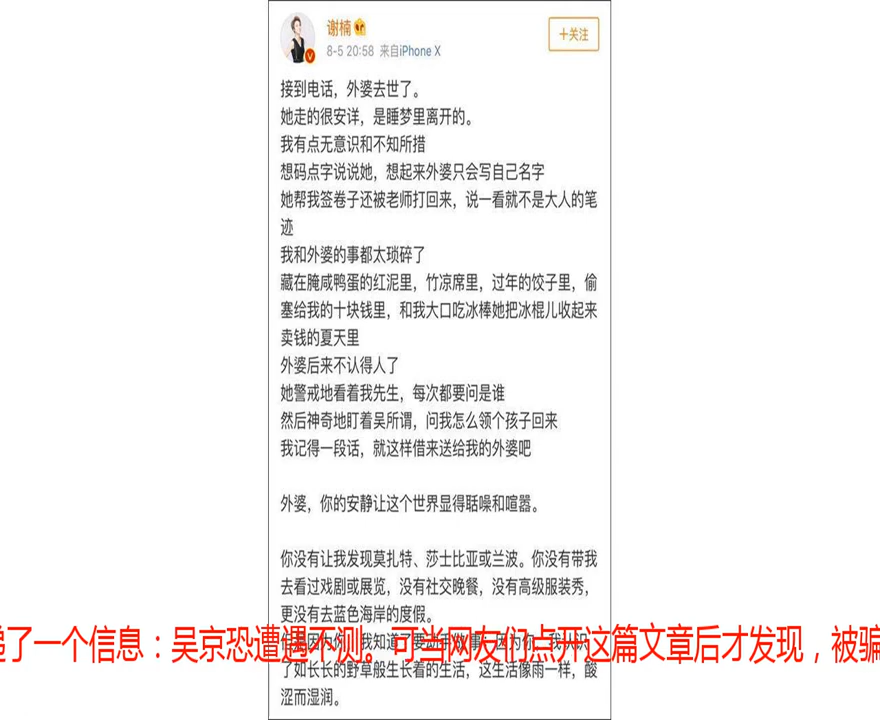 谢楠
+关注
8-5 20:58 来自iPhone X
接到电话，外婆去世了。
她走的很安详，是睡梦里离开的。
我有点无意识和不知所措
想码点字说说她，想起来外婆只会写自己名字
她帮我签卷子还被老师打回来，说一看就不是大人的笔
迹
我和外婆的事都太琐碎了
藏在腌咸鸭蛋的红泥里，竹凉席里，过年的饺子里，偷
塞给我的十块钱里，和我大口吃冰棒她把冰棍儿收起来
卖钱的夏天里
外婆后来不认得人了
她警戒地看着我先生，每次都要问是谁
然后神奇地盯着吴所谓，问我怎么领个孩子回来
我记得一段话，就这样借来送给我的外婆吧
外婆，你的安静让这个世界显得聒噪和喧嚣。
你没有让我发现莫扎特、莎士比亚或兰波。你没有带我
去看过戏剧或展览，没有社交晚餐，没有高级服装秀，
更没有去蓝色海岸的度假。
因为你，我知道了要动手 事；因为你，我认识
了一个信息：吴京恐遭遇不测。可当网友们点开这篇文章后才发现，被骗
了如长长的野草般生长着的生活，这生活像雨一样，酸
涩而湿润。